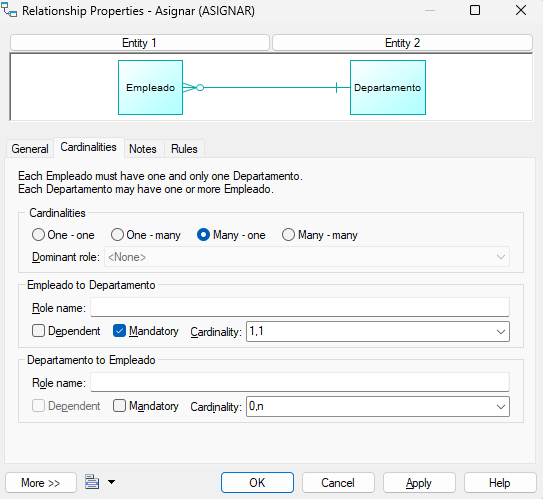 Relationship Properties - Asignar (ASIGNAR)
Entity 1
Entity 2
Empleado
Departamento
General
Cardinalities
Notes
Rules
Each Empleado must have one and only one Departamento.
Each Departamento may have one or more Empleado.
Cardinalities
One - one
One - many
Many - one
Many - many
Dominant role:
<None>
Empleado to Departamento
Role name:
Dependent
Mandatory
Cardinality:
1,1
Departamento to Empleado
Role name:
Dependent
Mandatory
Cardinality:
0,n
More >>
OK
Cancel
Apply
Help